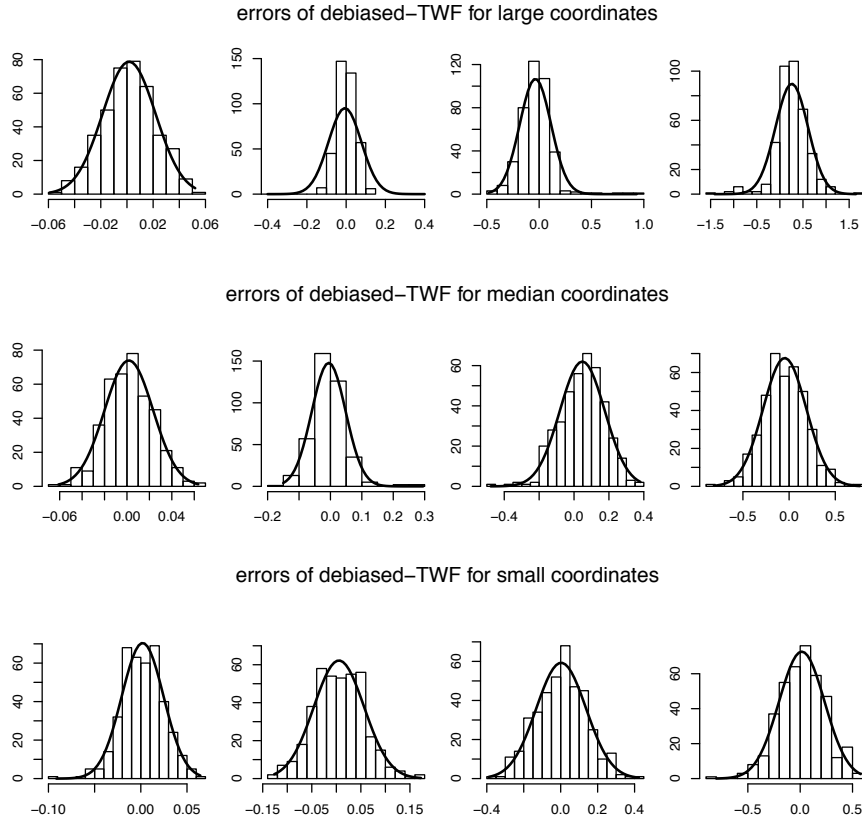 errors of debiased−TWF for large coordinates
0 20 40 60 80
−0.06 −0.02 0.02 0.06
0 50 100 150
−0.4 −0.2 0.0 0.2 0.4
0 40 80 120
−0.5 0.0 0.5 1.0
0 40 60 100
−1.5 −0.5 0.5 1.5
errors of debiased−TWF for median coordinates
0 20 40 60 80
−0.06 0.00 0.04
0 50 100 150
−0.2 −0.1 0.0 0.1 0.2 0.3
0 20 40 60
−0.4 0.0 0.2 0.4
0 20 40 60
−0.5 0.0 0.5
errors of debiased−TWF for small coordinates
0 20 40 60
−0.10 0.00 0.05
0 20 40 60
−0.15 −0.05 0.05 0.15
0 20 40 60
−0.4 0.0 0.2 0.4
0 20 40 60
−0.5 0.0 0.5